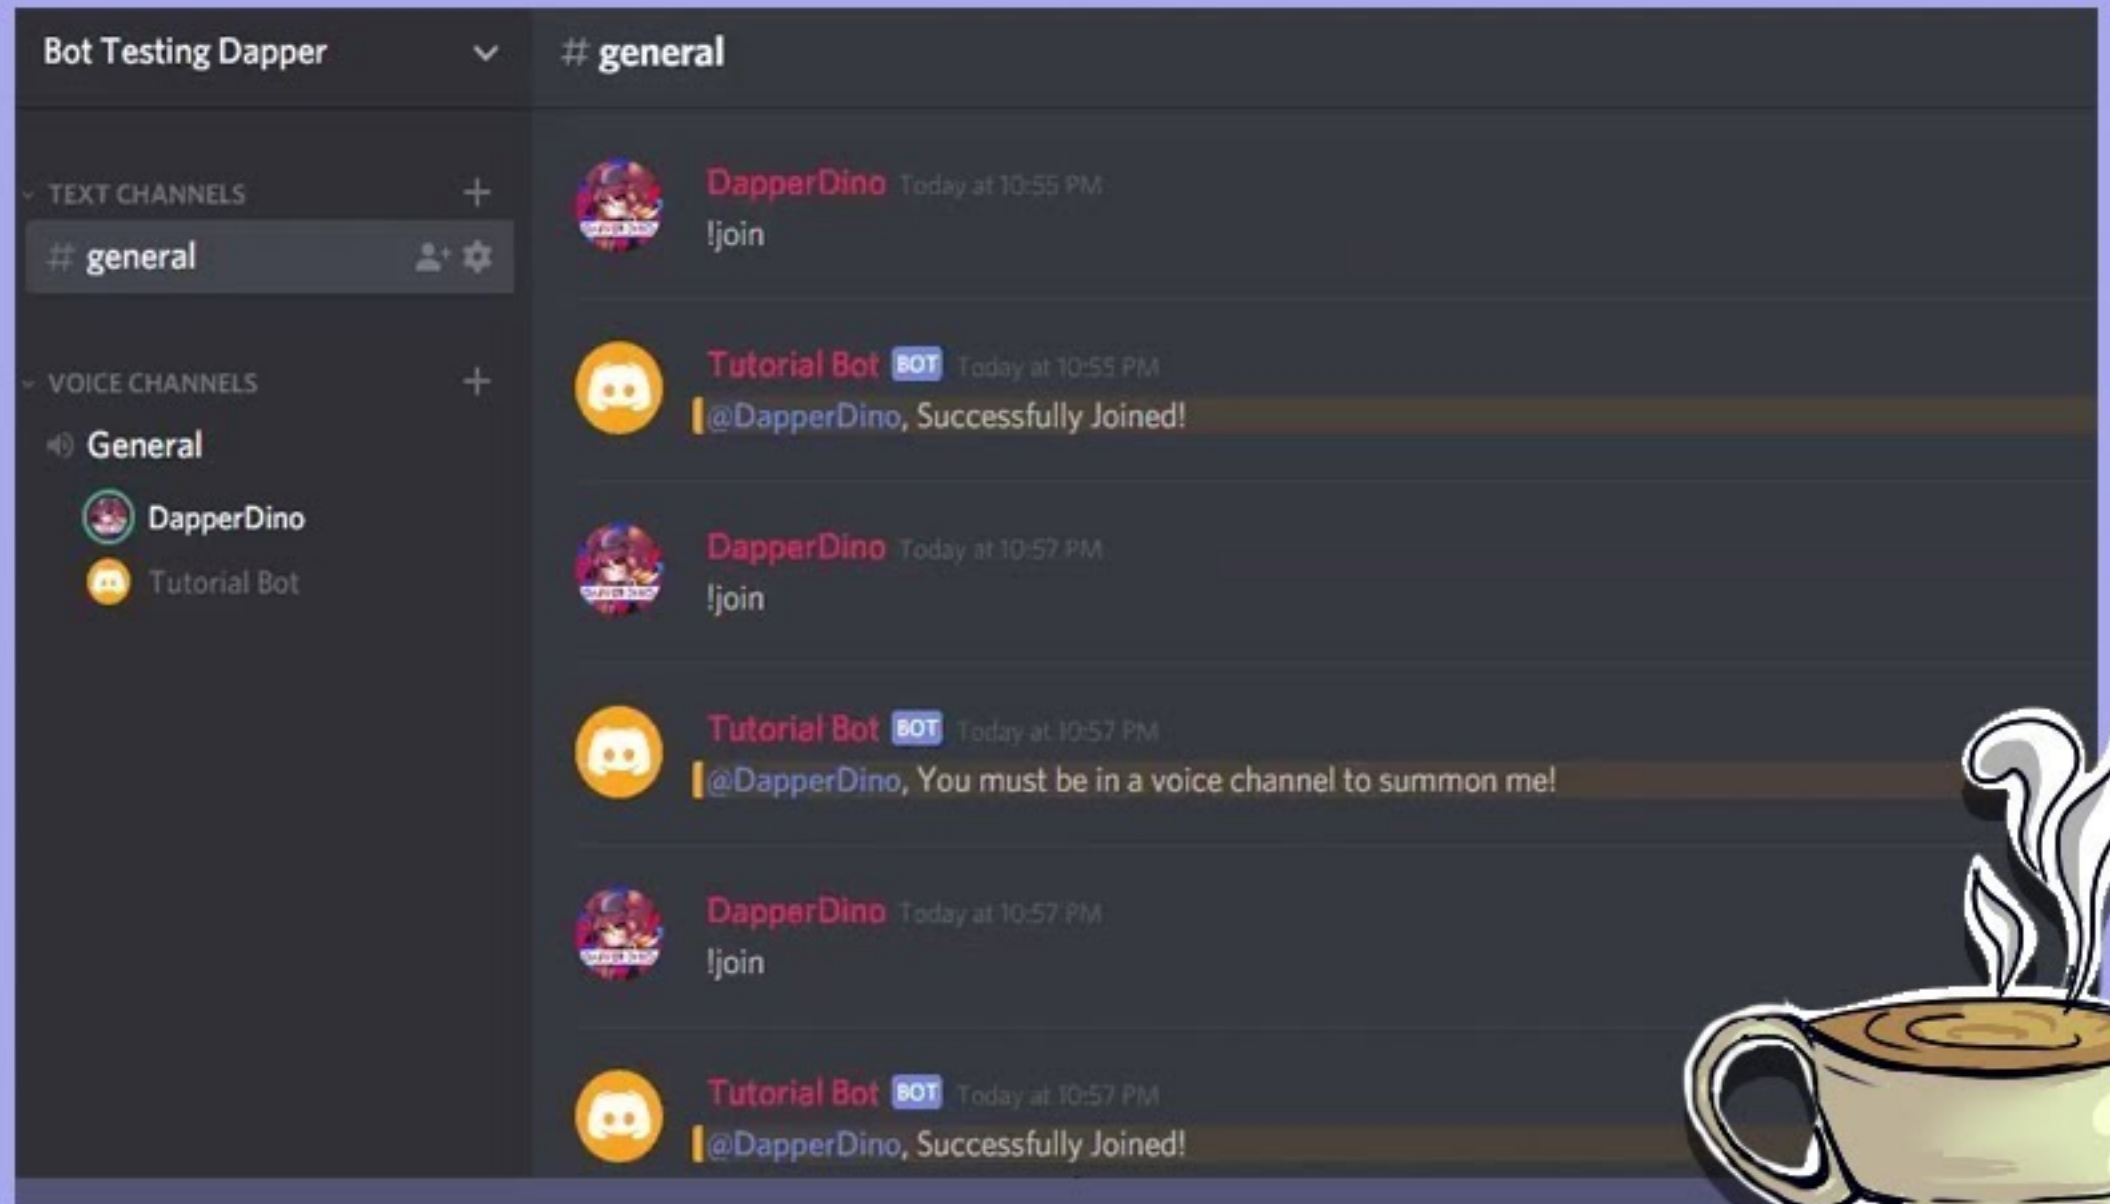 Bot Testing Dapper
# general
TEXT CHANNELS
# general
VOICE CHANNELS
General
DapperDino
Tutorial Bot
DapperDino Today at 10:55 PM
!join
Tutorial Bot BOT Today at 10:55 PM
@DapperDino, Successfully Joined!
DapperDino Today at 10:57 PM
!join
Tutorial Bot BOT Today at 10:57 PM
@DapperDino, You must be in a voice channel to summon me!
DapperDino Today at 10:57 PM
!join
Tutorial Bot BOT Today at 10:57 PM
@DapperDino, Successfully Joined!